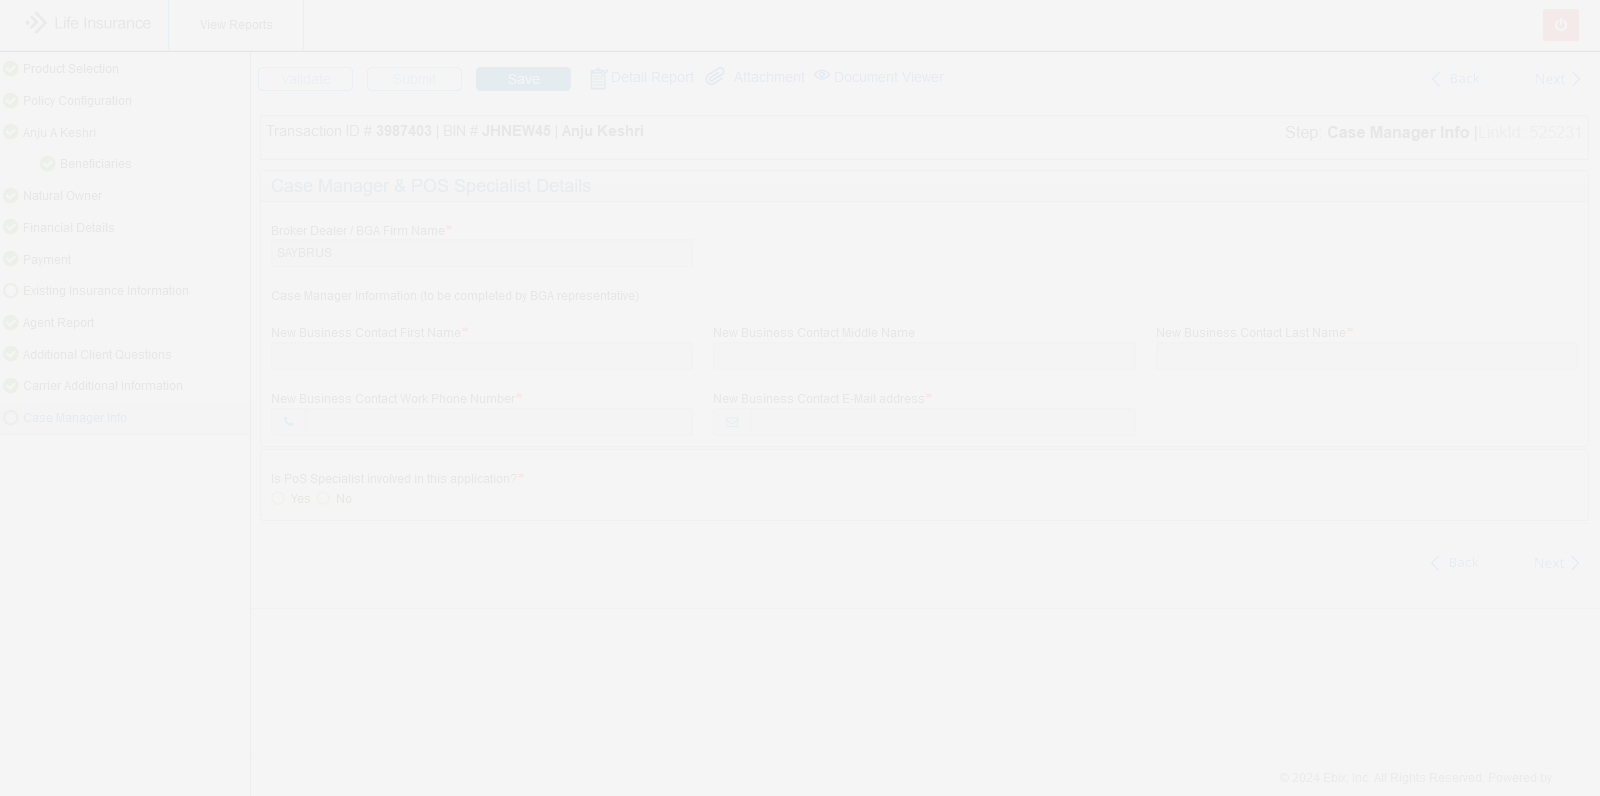 Life Insurance
View Reports
Product Selection
Policy Configuration
Anju A Keshri
Beneficiaries
Natural Owner
Financial Details
Payment
Existing Insurance Information
Agent Report
Additional Client Questions
Carrier Additional Information
Case Manager Info
Validate Submit Save Detail Report Attachment Document Viewer Back Next
Transaction ID # 3987403 | BIN # JHNEW45 | Anju Keshri
Step: Case Manager Info |LinkId: 525231
Case Manager & POS Specialist Details
Broker Dealer / BGA Firm Name*
SAYBRUS
Case Manager Information (to be completed by BGA representative)
New Business Contact First Name* New Business Contact Middle Name New Business Contact Last Name*
New Business Contact Work Phone Number* New Business Contact E-Mail address*
Is PoS Specialist Involved in this application?*
Yes No
Back Next
© 2024 Ebix, Inc. All Rights Reserved. Powered by